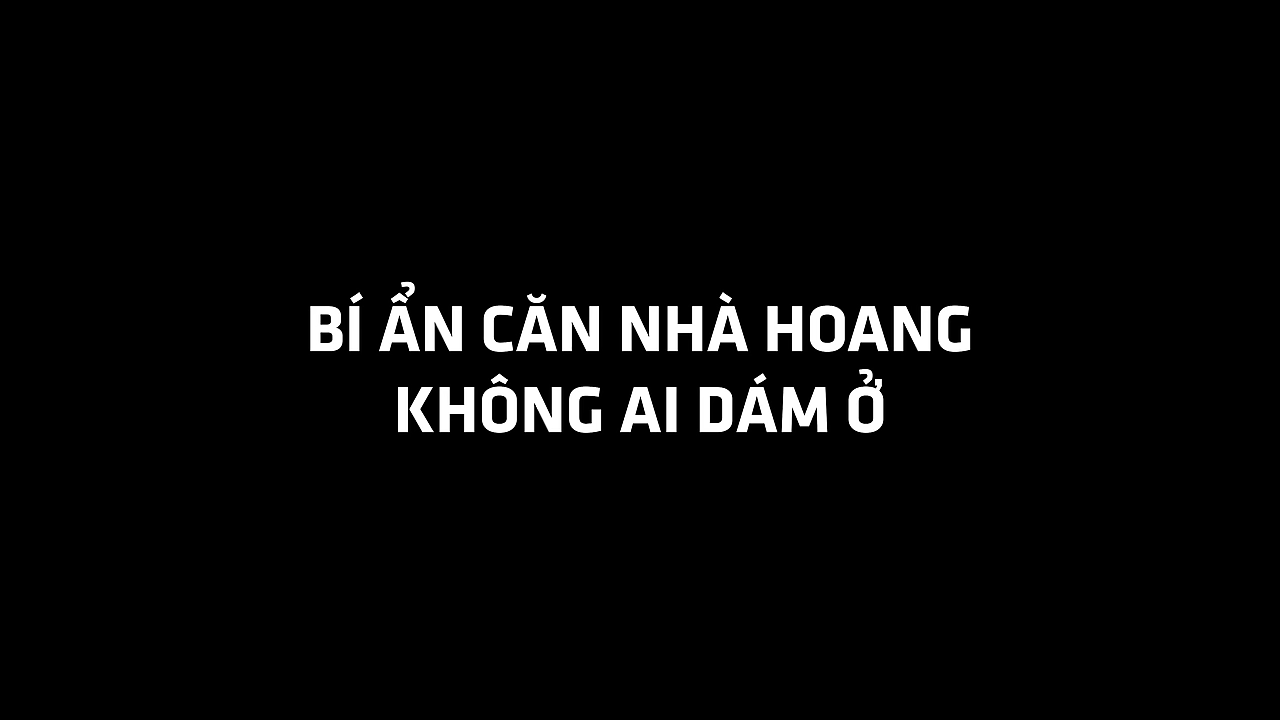 BÍ ẨN CĂN NHÀ HOANG
KHÔNG AI DÁM Ở